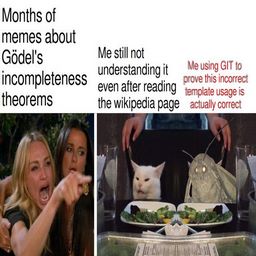 Months of
memes about
Gödel's
incompleteness
theorems
Me still not
understanding it
even after reading
the wikipedia page
Me using GIT to
prove this incorrect
template usage is
actually correct